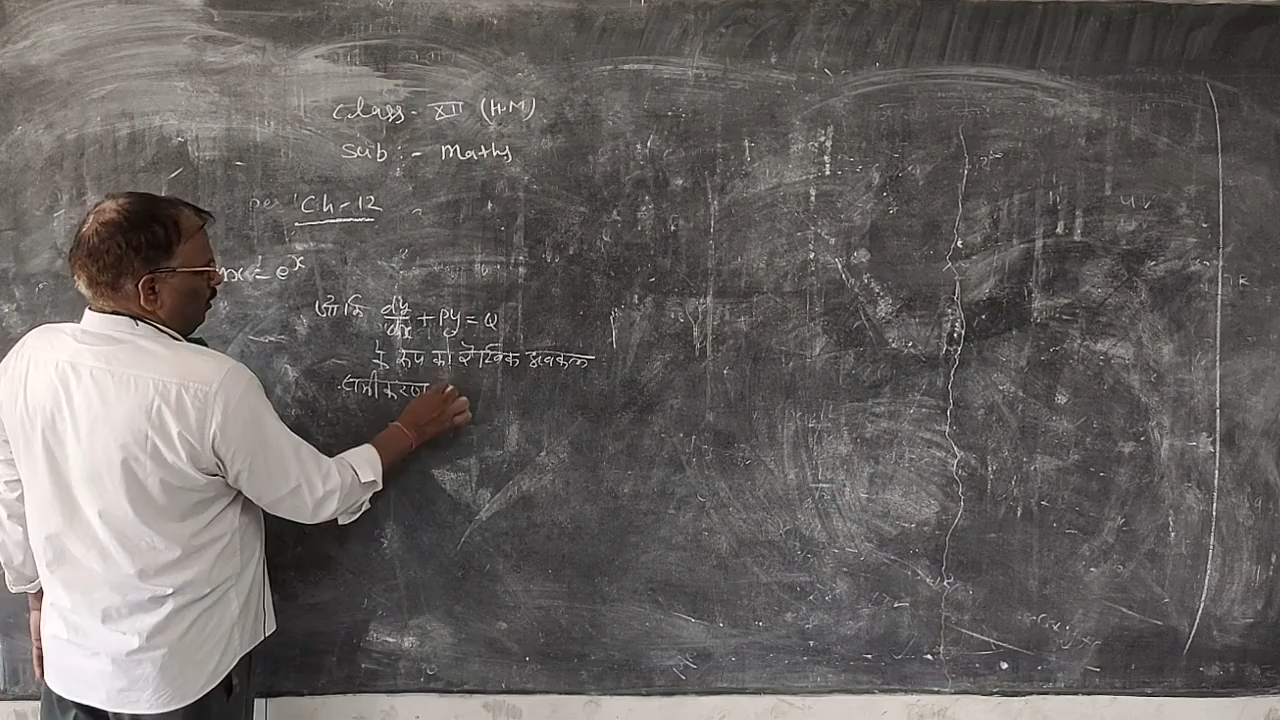 Class - XII (H.M)
Sub :- Maths
Ch-12
= e^x
जो कि dy/dx + Py = Q
के रूप का रैखिक अवकल
समीकरण